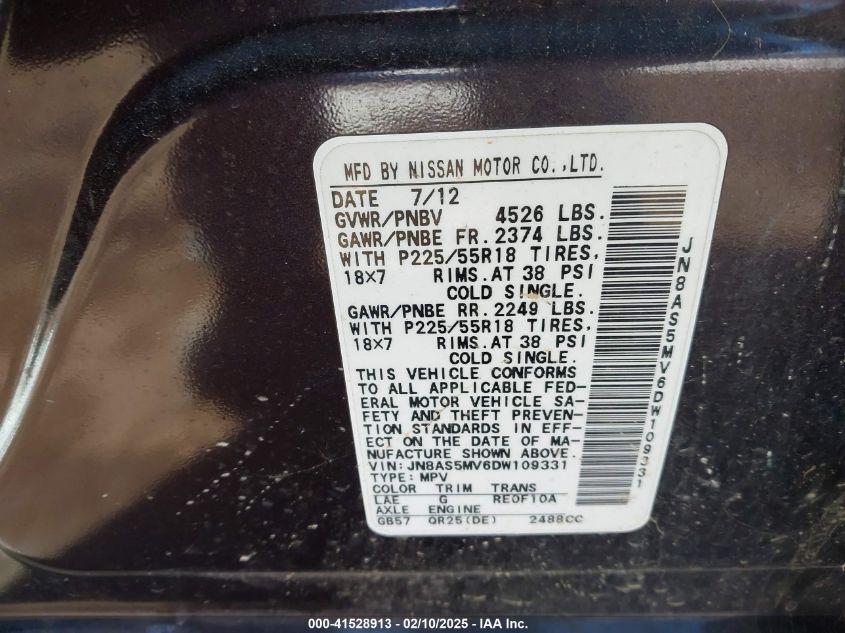 MFD BY NISSAN MOTOR CO.,LTD.
DATE 7/12
GVWR/PNBV 4526 LBS.
GAWR/PNBE FR. 2374 LBS.
WITH P225/55R18 TIRES,
18X7 RIMS.AT 38 PSI
COLD SINGLE.
GAWR/PNBE RR. 2249 LBS.
WITH P225/55R18 TIRES,
18X7 RIMS.AT 38 PSI
COLD SINGLE.
THIS VEHICLE CONFORMS
TO ALL APPLICABLE FED-
ERAL MOTOR VEHICLE SA-
FETY AND THEFT PREVEN-
TION STANDARDS IN EFF-
ECT ON THE DATE OF MA-
NUFACTURE SHOWN ABOVE.
VIN:JN8AS5MV6DW109331
TYPE:MPV
COLOR TRIM TRANS
LAE G RE0F10A
AXLE ENGINE
GB57 QR25(DE) 2488CC
JN8AS5MV6DW109331
000-41528913 - 02/10/2025 - IAA Inc.